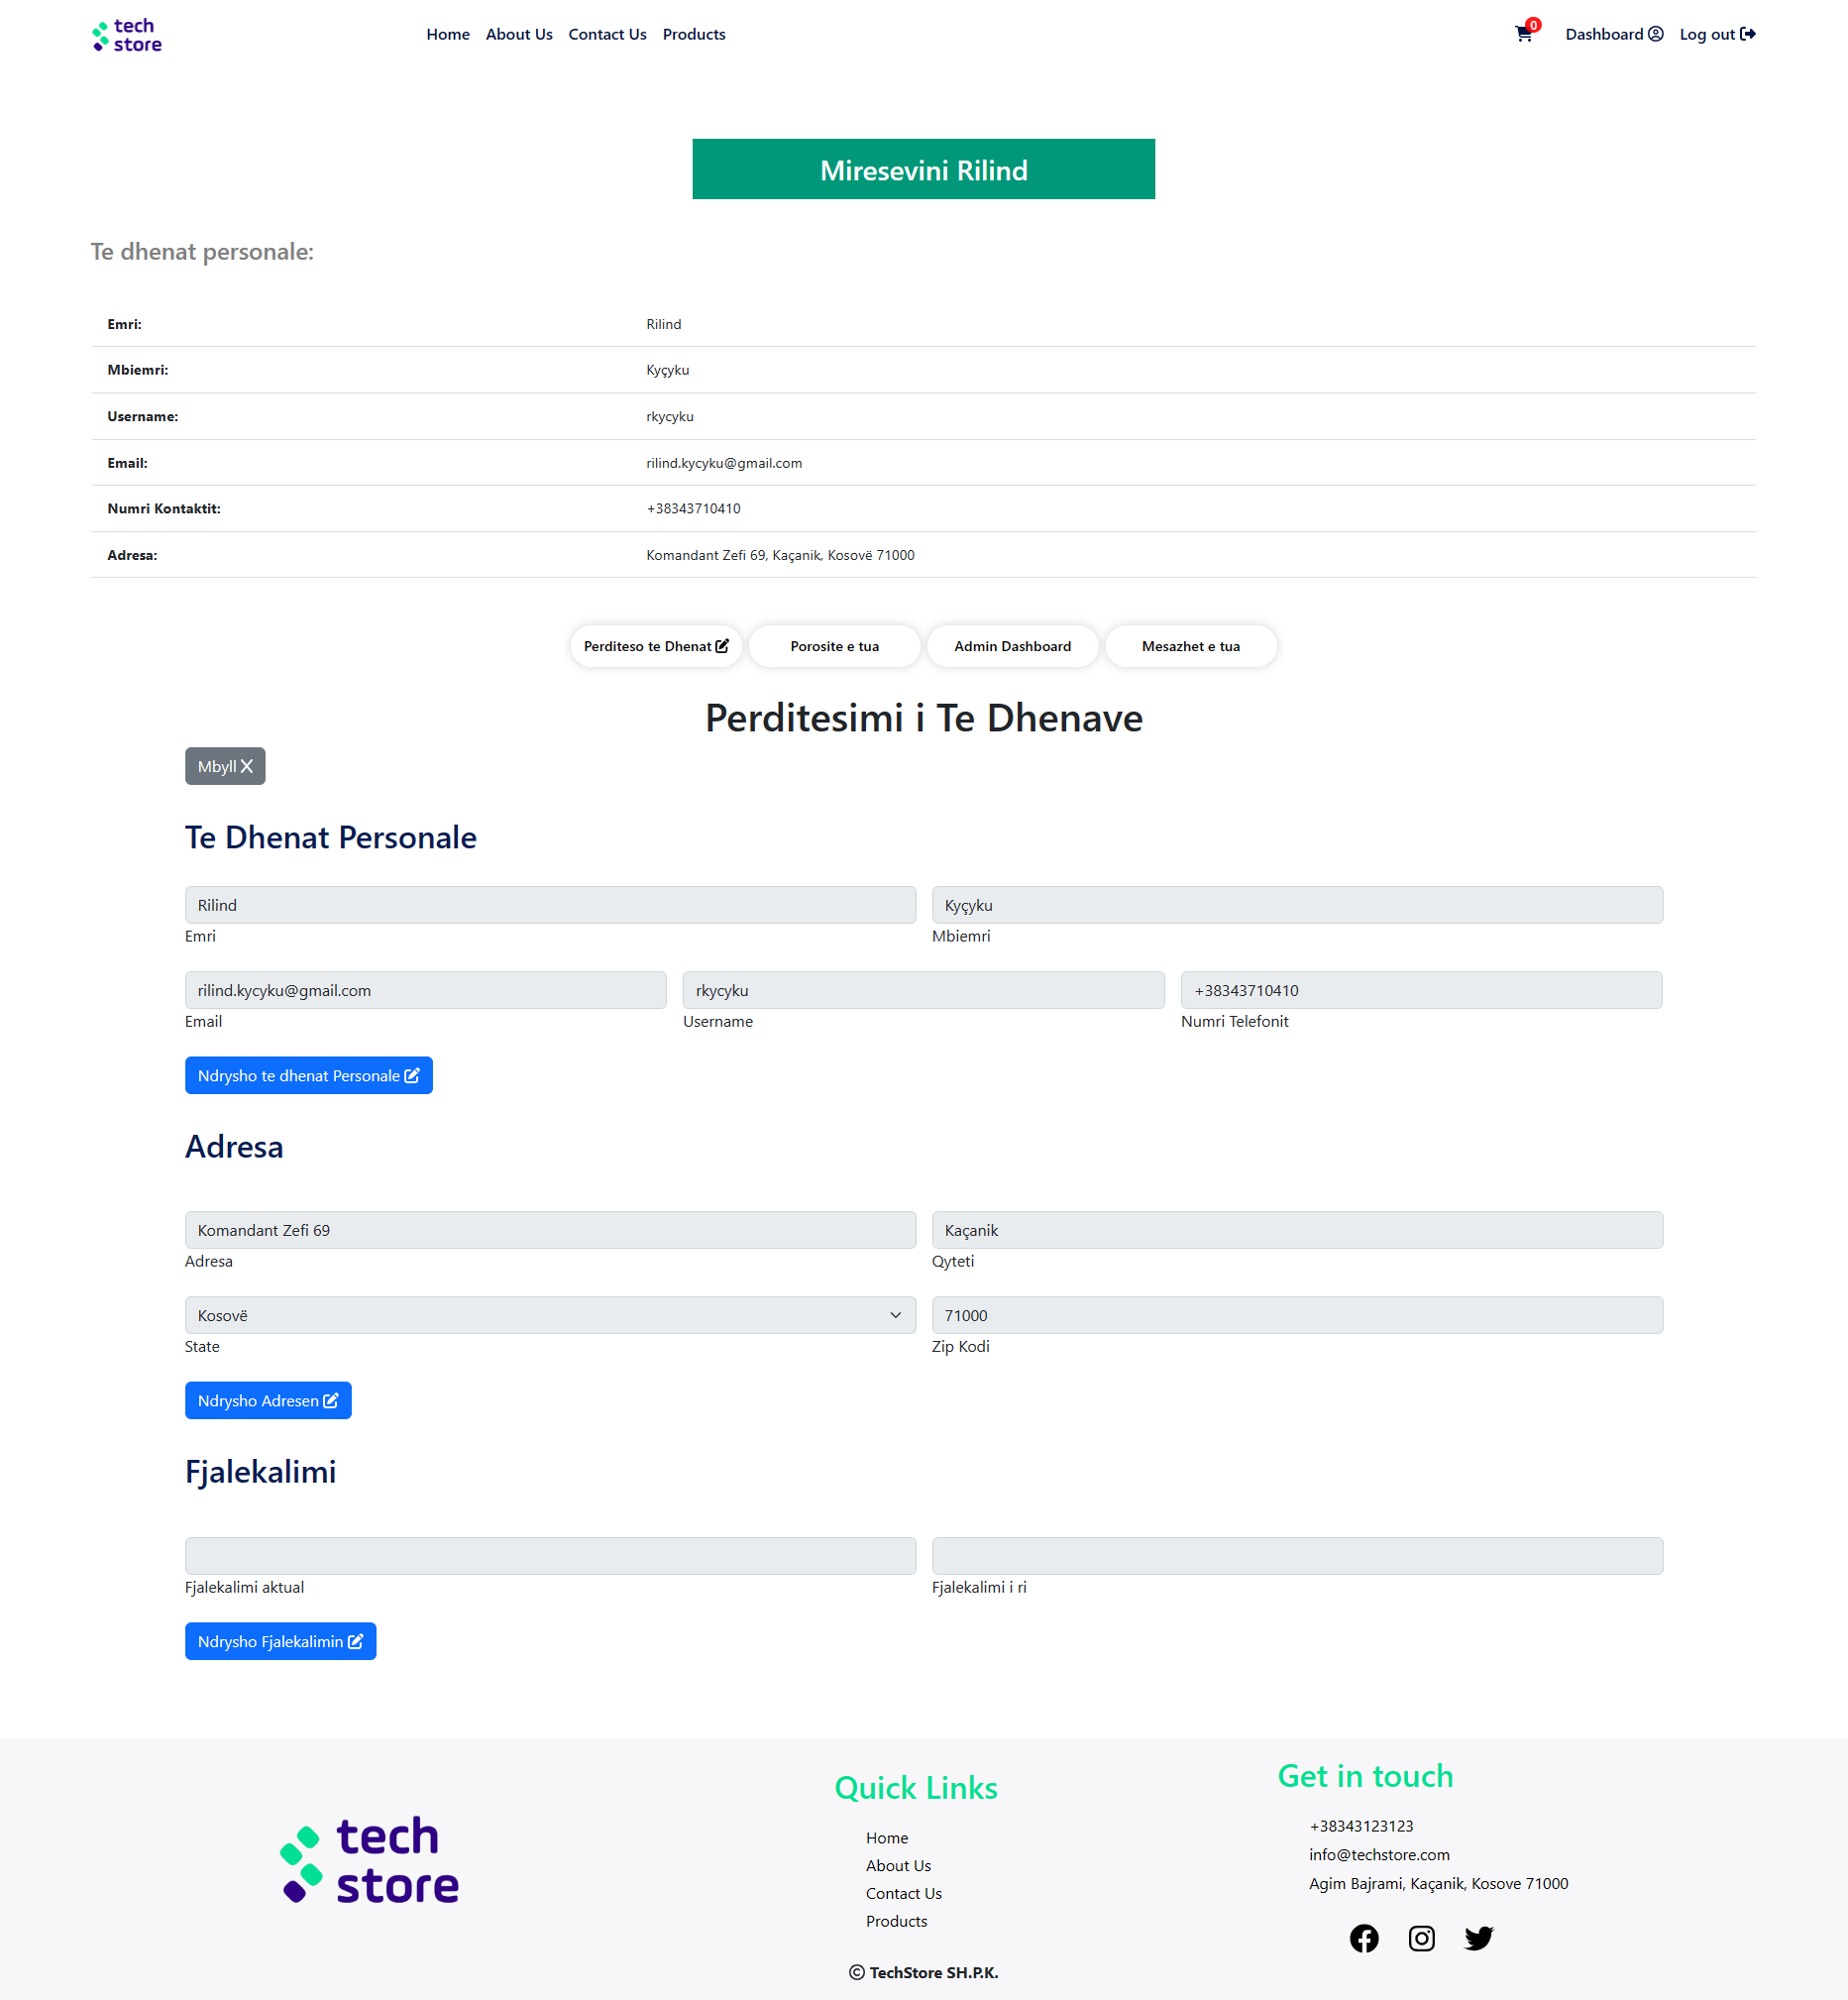 tech
store
Home About Us Contact Us Products
0
Dashboard Log out
Miresevini Rilind
Te dhenat personale:
Emri: Rilind
Mbiemri: Kyçyku
Username: rkycyku
Email: rilind.kycyku@gmail.com
Numri Kontaktit: +38343710410
Adresa: Komandant Zefi 69, Kaçanik, Kosovë 71000
Perditeso te Dhenat Porosite e tua Admin Dashboard Mesazhet e tua
Perditesimi i Te Dhenave
Mbyll X
Te Dhenat Personale
Rilind Kyçyku
Emri Mbiemri
rilind.kycyku@gmail.com rkycyku +38343710410
Email Username Numri Telefonit
Ndrysho te dhenat Personale
Adresa
Komandant Zefi 69 Kaçanik
Adresa Qyteti
Kosovë 71000
State Zip Kodi
Ndrysho Adresen
Fjalekalimi
Fjalekalimi aktual Fjalekalimi i ri
Ndrysho Fjalekalimin
tech
store
Quick Links
Home
About Us
Contact Us
Products
© TechStore SH.P.K.
Get in touch
+38343123123
info@techstore.com
Agim Bajrami, Kaçanik, Kosove 71000